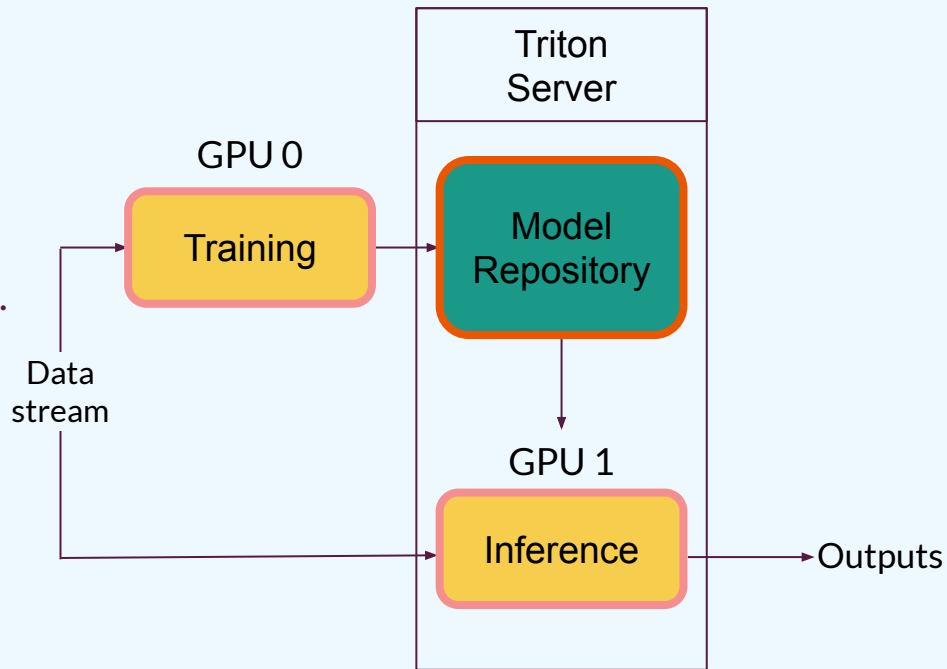 Triton
Server
GPU 0
Training
Model
Repository
.
Data
stream
GPU 1
Inference
Outputs